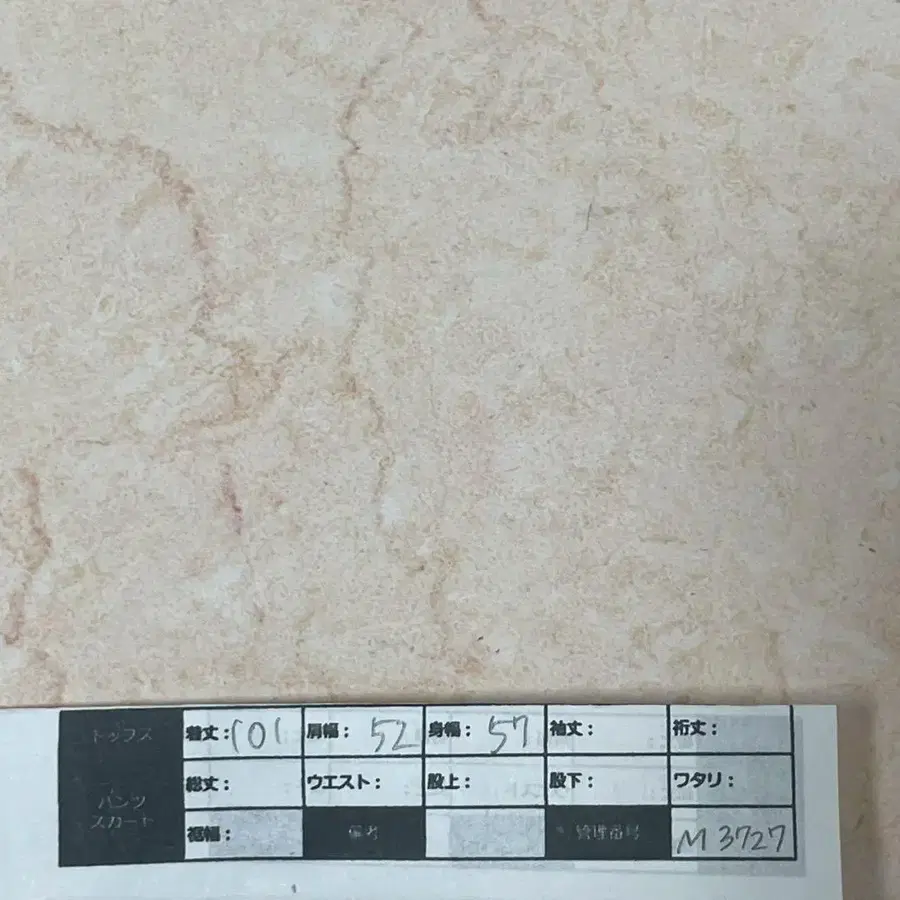 トップス 着丈:101 肩幅:52 身幅:57 袖丈: 裄丈:
パンツ 総丈: ウエスト: 股上: 股下: ワタリ:
スカート 裾幅: 備考 管理番号 M3727